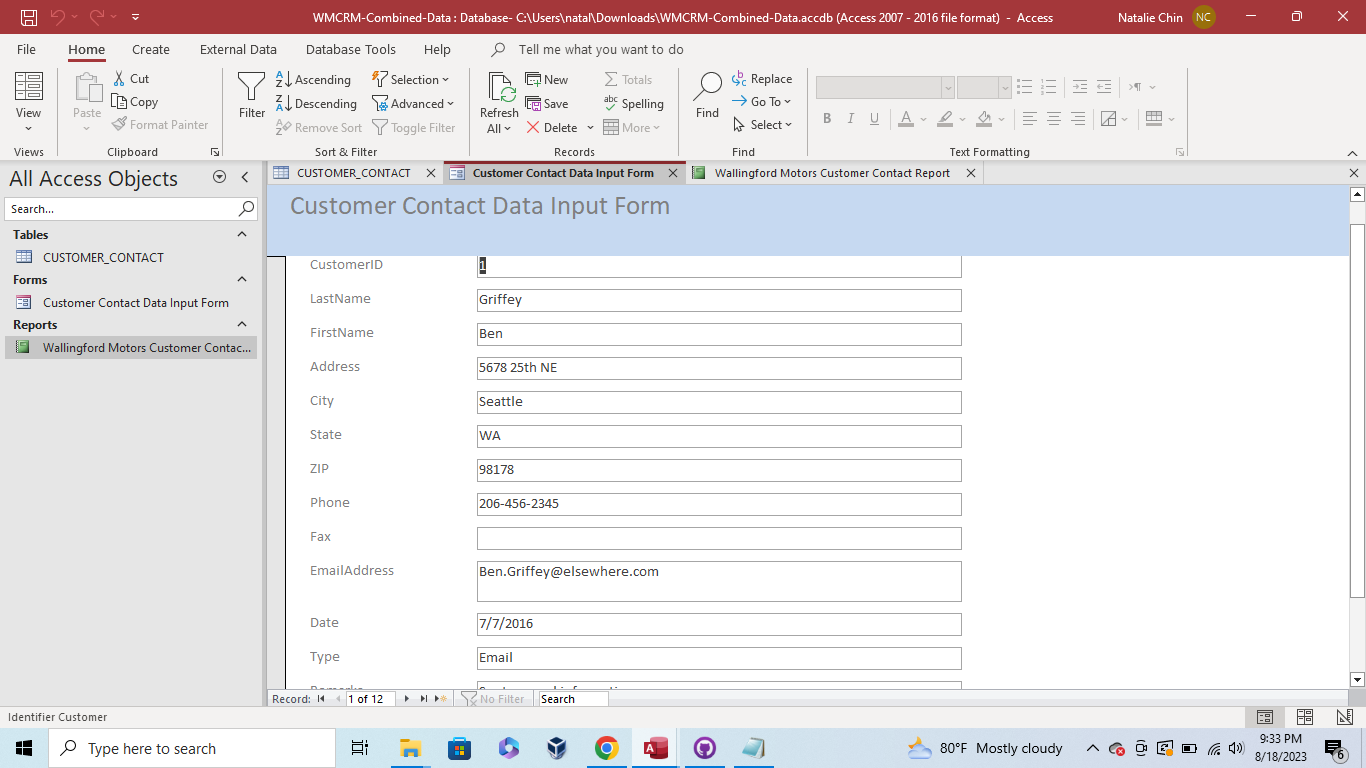 WMCRM-Combined-Data : Database- C:\Users\natal\Downloads\WMCRM-Combined-Data.accdb (Access 2007 - 2016 file format) - Access
Natalie Chin
NC
File Home Create External Data Database Tools Help Tell me what you want to do
View
Views
Paste
Cut
Copy
Format Painter
Clipboard
Filter
Ascending
Descending
Remove Sort
Selection
Advanced
Toggle Filter
Sort & Filter
Refresh
All
New
Save
Delete
Totals
Spelling
More
Records
Find
Replace
Go To
Select
Find
B I U
Text Formatting
All Access Objects
Search...
Tables
CUSTOMER_CONTACT
Forms
Customer Contact Data Input Form
Reports
Wallingford Motors Customer Contac...
CUSTOMER_CONTACT
Customer Contact Data Input Form
Wallingford Motors Customer Contact Report
Customer Contact Data Input Form
CustomerID 1
LastName Griffey
FirstName Ben
Address 5678 25th NE
City Seattle
State WA
ZIP 98178
Phone 206-456-2345
Fax
EmailAddress Ben.Griffey@elsewhere.com
Date 7/7/2016
Type Email
Record: 1 of 12 No Filter Search
Identifier Customer
Type here to search
80°F Mostly cloudy
9:33 PM
8/18/2023
6